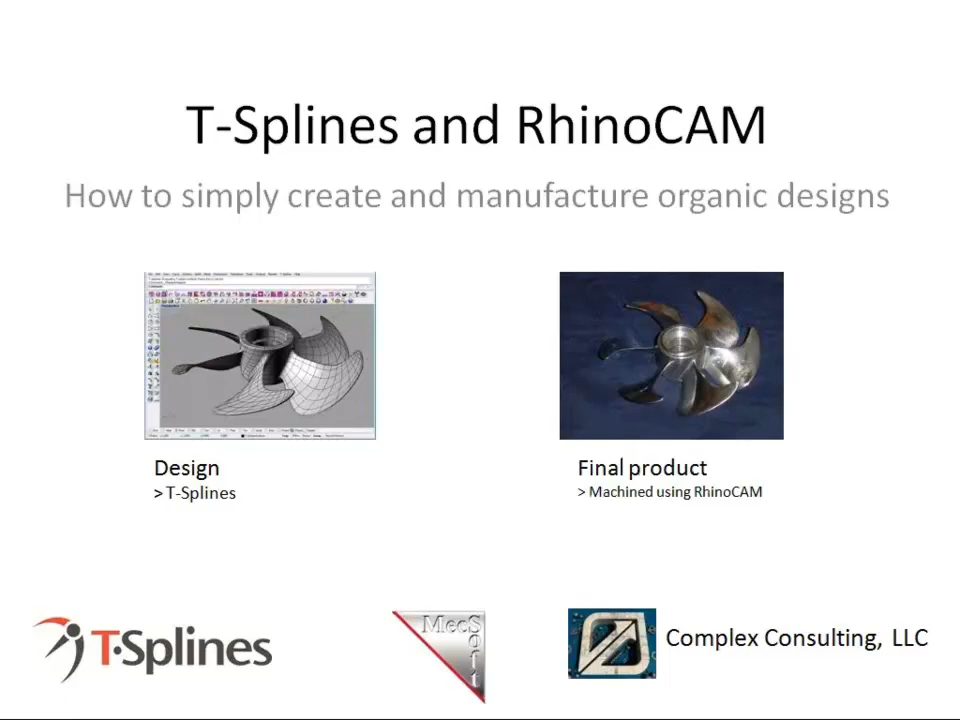 T-Splines and RhinoCAM
How to simply create and manufacture organic designs
Design
> T-Splines
Final product
> Machined using RhinoCAM
T·Splines
MecSoft
Complex Consulting, LLC